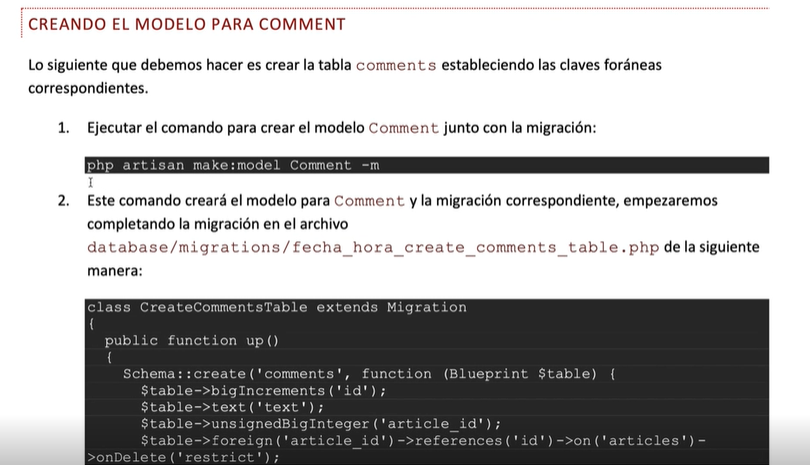 CREANDO EL MODELO PARA COMMENT
Lo siguiente que debemos hacer es crear la tabla comments estableciendo las claves foráneas
correspondientes.
1. Ejecutar el comando para crear el modelo Comment junto con la migración:
php artisan make:model Comment -m
2. Este comando creará el modelo para Comment y la migración correspondiente, empezaremos
completando la migración en el archivo
database/migrations/fecha_hora_create_comments_table.php de la siguiente
manera:
class CreateCommentsTable extends Migration
{
public function up()
{
Schema::create('comments', function (Blueprint $table) {
$table->bigIncrements('id');
$table->text('text');
$table->unsignedBigInteger('article_id');
$table->foreign('article_id')->references('id')->on('articles')-
>onDelete('restrict');